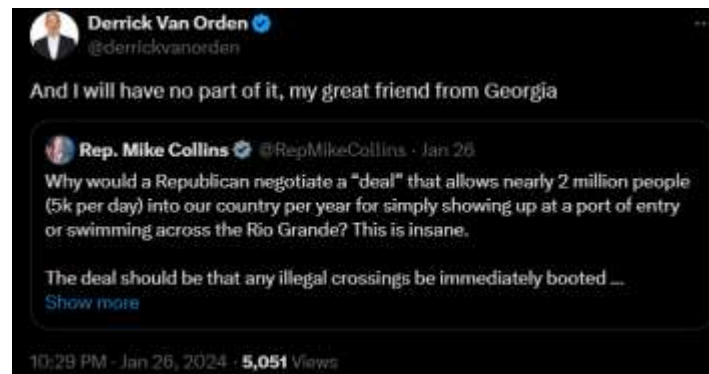 Derrick Van Orden
@derrickvanorden
And I will have no part of it, my great friend from Georgia
Rep. Mike Collins @RepMikeCollins · Jan 26
Why would a Republican negotiate a "deal" that allows nearly 2 million people
(5k per day) into our country per year for simply showing up at a port of entry
or swimming across the Rio Grande? This is insane.
The deal should be that any illegal crossings be immediately booted ...
Show more
10:29 PM · Jan 26, 2024 · 5,051 Views